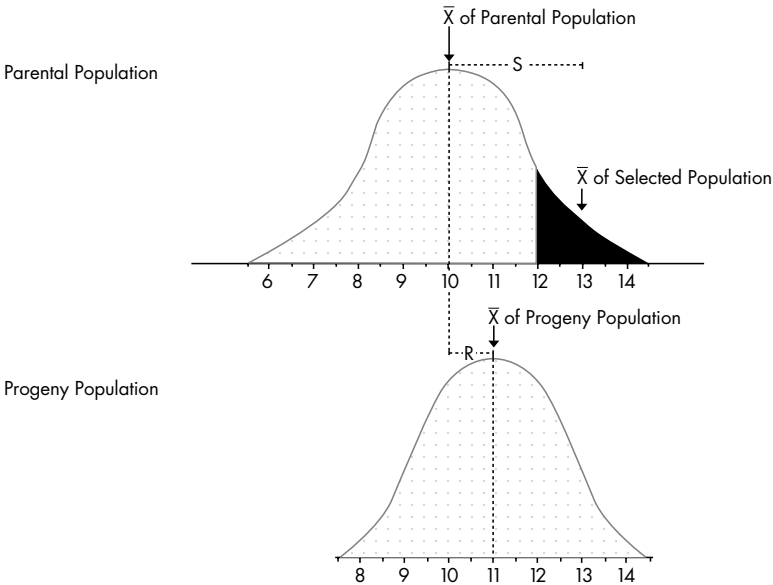 X̅ of Parental Population
S
Parental Population
X̅ of Selected Population
6 7 8 9 10 11 12 13 14
X̅ of Progeny Population
R
Progeny Population
8 9 10 11 12 13 14